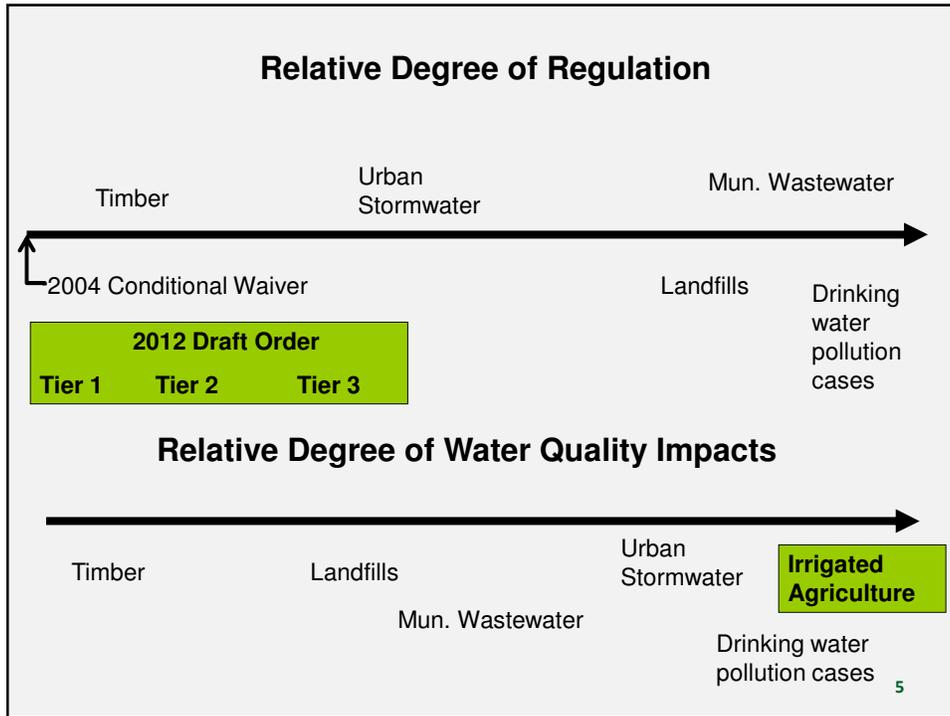 Relative Degree of Regulation
Timber
Urban
Stormwater
Mun. Wastewater
2004 Conditional Waiver
Landfills
Drinking
water
pollution
cases
2012 Draft Order
Tier 1 Tier 2 Tier 3
Relative Degree of Water Quality Impacts
Timber
Landfills
Mun. Wastewater
Urban
Stormwater
Irrigated
Agriculture
Drinking water
pollution cases
5